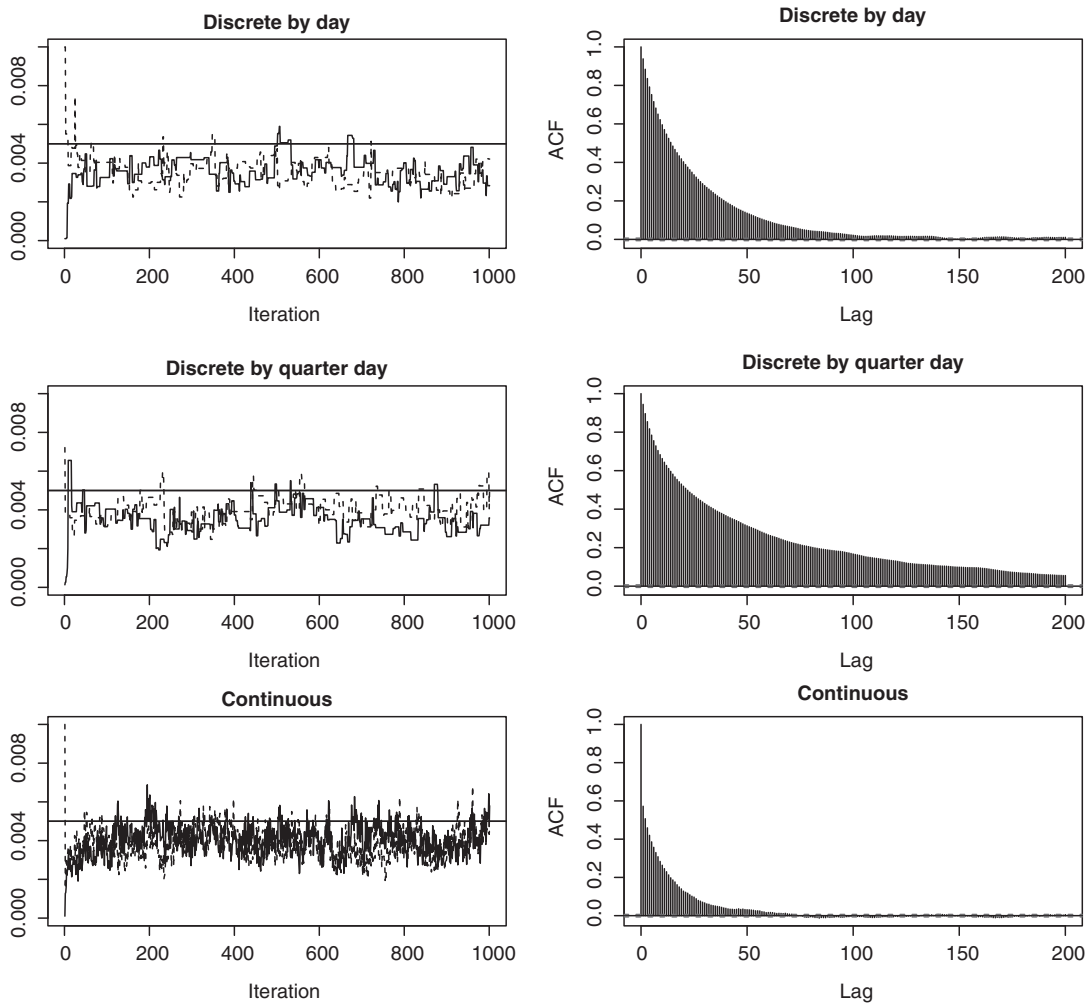 Discrete by day
0.008
0.004
0.000
0 200 400 600 800 1000
Iteration
Discrete by day
ACF
1.0
0.8
0.6
0.4
0.2
0.0
0 50 100 150 200
Lag
Discrete by quarter day
0.008
0.004
0.000
0 200 400 600 800 1000
Iteration
Discrete by quarter day
ACF
1.0
0.8
0.6
0.4
0.2
0.0
0 50 100 150 200
Lag
Continuous
0.008
0.004
0.000
0 200 400 600 800 1000
Iteration
Continuous
ACF
1.0
0.8
0.6
0.4
0.2
0.0
0 50 100 150 200
Lag